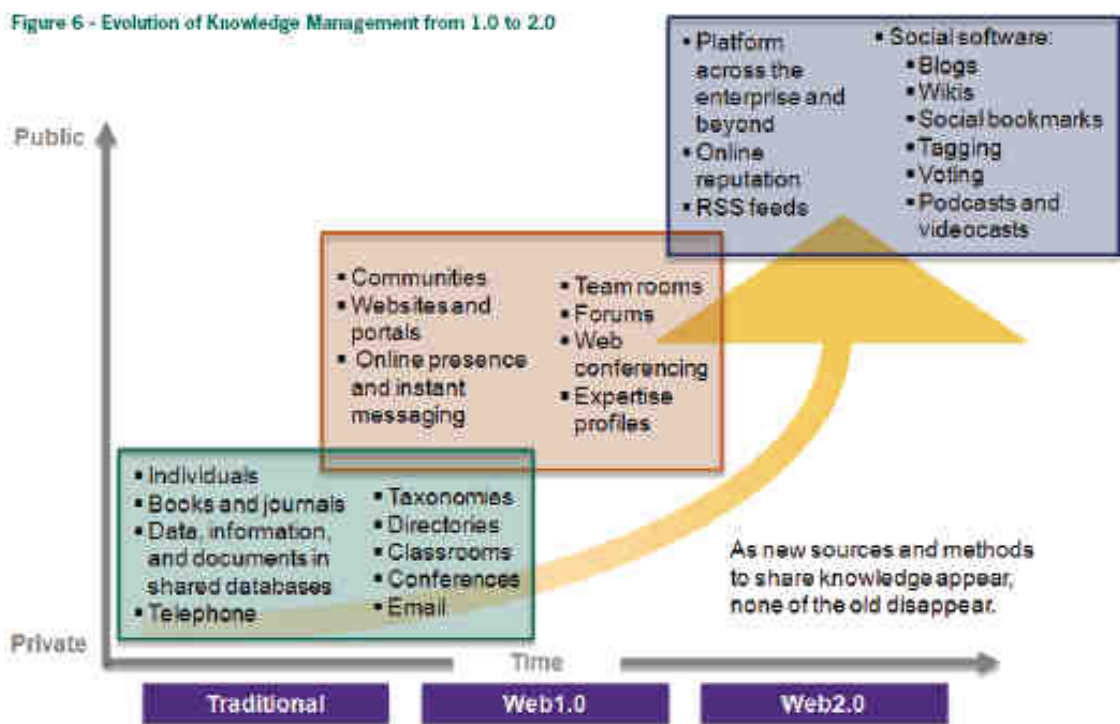 Figure 6 - Evolution of Knowledge Management from 1.0 to 2.0
▪ Platform
across the
enterprise and
beyond
▪ Online
reputation
▪ RSS feeds
▪ Social software:
▪ Blogs
▪ Wikis
▪ Social bookmarks
▪ Tagging
▪ Voting
▪ Podcasts and
videocasts
Public
▪ Communities
▪ Websites and
portals
▪ Online presence
and instant
messaging
▪ Team rooms
▪ Forums
▪ Web
conferencing
▪ Expertise
profiles
▪ Individuals
▪ Books and journals
▪ Data, information,
and documents in
shared databases
▪ Telephone
▪ Taxonomies
▪ Directories
▪ Classrooms
▪ Conferences
▪ Email
As new sources and methods
to share knowledge appear,
none of the old disappear.
Private
Time
Traditional
Web1.0
Web2.0